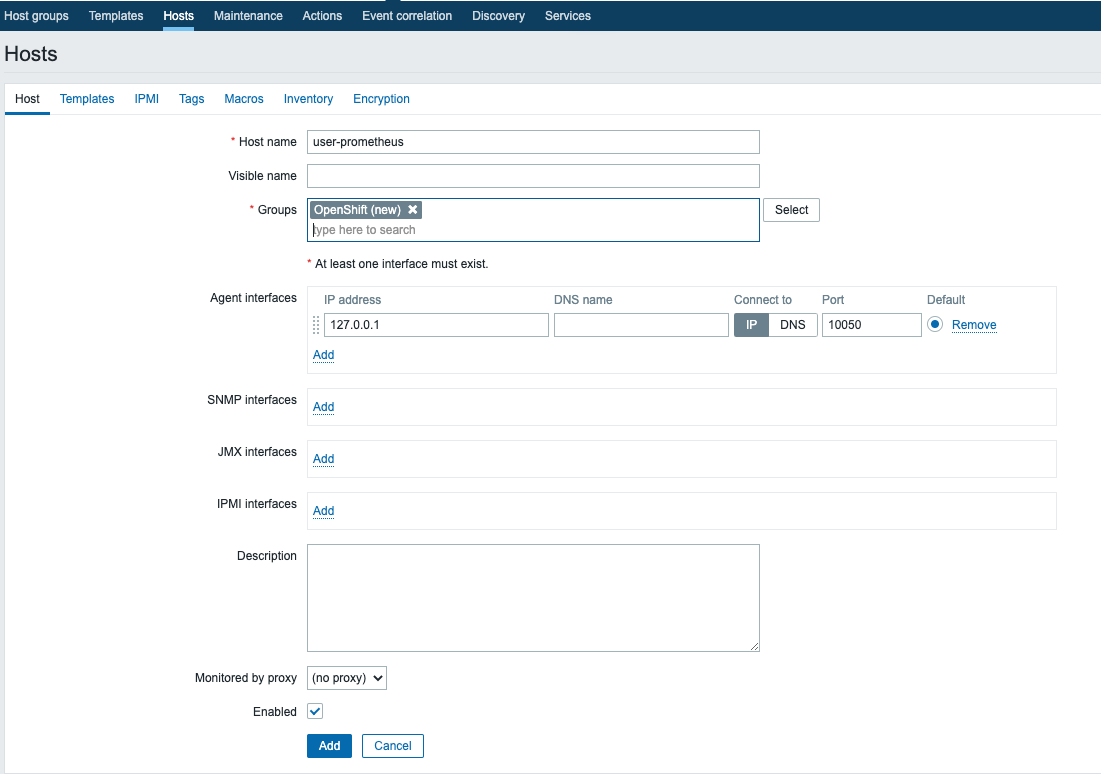 Host groups Templates Hosts Maintenance Actions Event correlation Discovery Services
Hosts
Host Templates IPMI Tags Macros Inventory Encryption
* Host name user-prometheus
Visible name
* Groups OpenShift (new) Select
type here to search
* At least one interface must exist.
Agent interfaces IP address DNS name Connect to Port Default
127.0.0.1 IP DNS 10050 Remove
Add
SNMP interfaces Add
JMX interfaces Add
IPMI interfaces Add
Description
Monitored by proxy (no proxy)
Enabled
Add Cancel